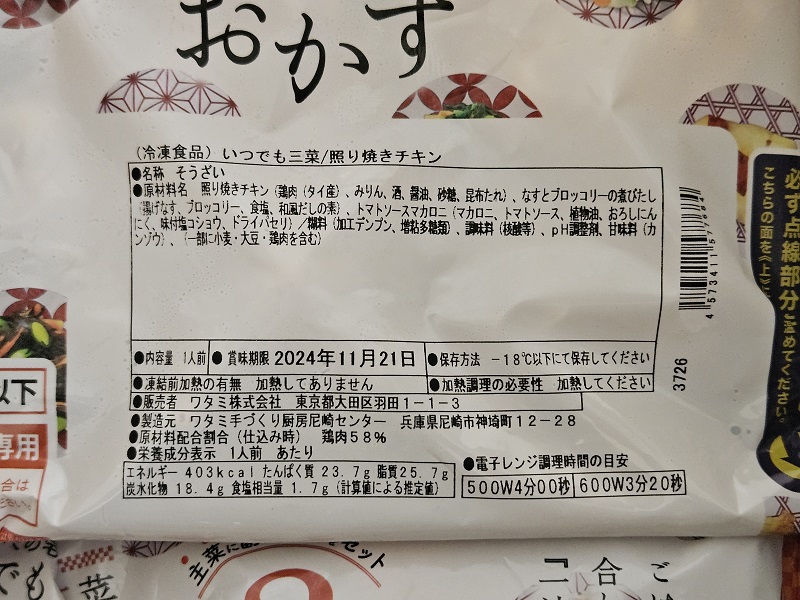 おかず
(冷凍食品) いつでも三菜/照り焼きチキン
●名称 そうざい
●原材料名 照り焼きチキン(鶏肉(タイ産)、みりん、酒、醤油、砂糖、昆布たれ)、なすとブロッコリーの煮びたし
(揚げなす、ブロッコリー、食塩、和風だしの素)、トマトソースマカロニ(マカロニ、トマトソース、植物油、おろしにん
にく、味付塩コショウ、ドライパセリ)/糊料(加工デンプン、増粘多糖類)、調味料(核酸等)、pH調整剤、甘味料(カ
ンゾウ)、(一部に小麦・大豆・鶏肉を含む)
●内容量 1人前 ●賞味期限 2024年11月21日 ●保存方法 -18℃以下にて保存してください
●凍結前加熱の有無 加熱してありません ●加熱調理の必要性 加熱してください
●販売者 ワタミ株式会社 東京都大田区羽田1-1-3
●製造元 ワタミ手づくり厨房尼崎センター 兵庫県尼崎市神埼町12-28
●原材料配合割合(仕込み時) 鶏肉58%
●栄養成分表示 1人前 あたり
エネルギー 403kcal たんぱく質 23.7g 脂質25.7g
炭水化物 18.4g 食塩相当量 1.7g (計算値による推定値)
●電子レンジ調理時間の目安
500W4分00秒 600W3分20秒
3726
必ず点線部分
こちらの面を《上》に
温めてください。
以下
専用
合は
主菜に
セット
でも
菜